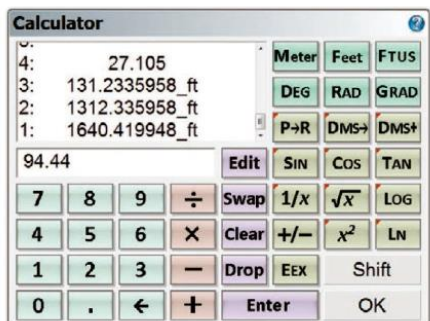 Calculator
4: 27.105
3: 131.2335958_ft
2: 1312.335958_ft
1: 1640.419948_ft
Meter Feet FTUS
DEG RAD GRAD
P→R DMS→ DMS+
94.44 Edit SIN COS TAN
7 8 9 ÷ Swap 1/x √x LOG
4 5 6 × Clear +/− x² LN
1 2 3 − Drop EEX Shift
0 . ← + Enter OK